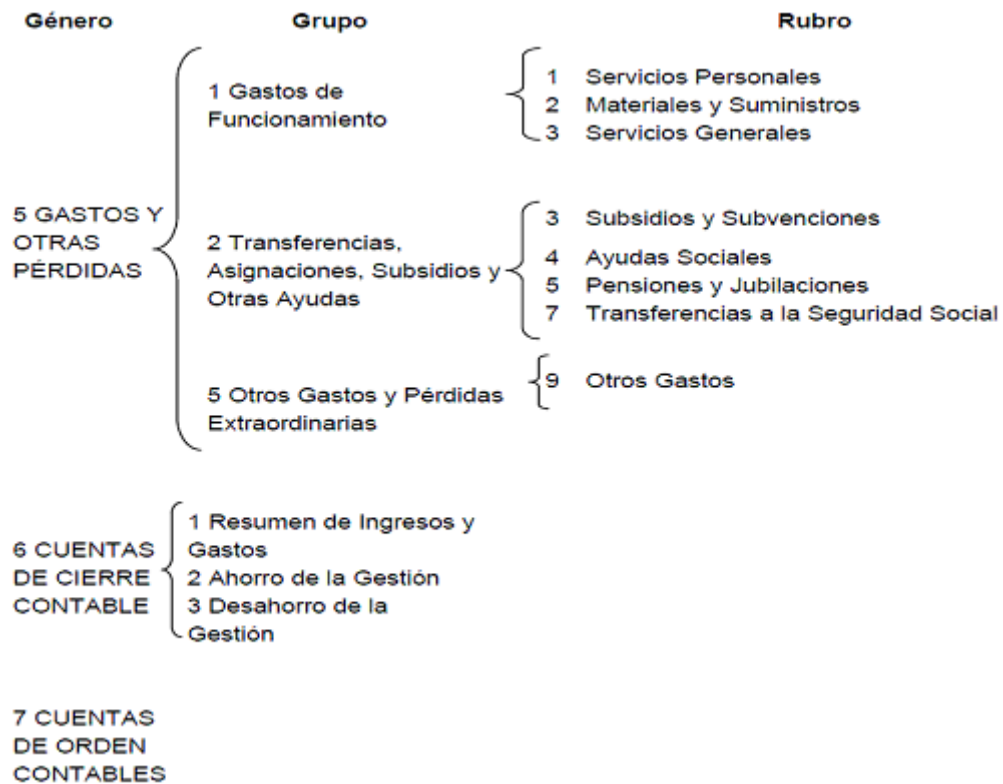 Género Grupo Rubro
1 Gastos de
Funcionamiento
1 Servicios Personales
2 Materiales y Suministros
3 Servicios Generales
5 GASTOS Y
OTRAS
PÉRDIDAS
2 Transferencias,
Asignaciones, Subsidios y
Otras Ayudas
3 Subsidios y Subvenciones
4 Ayudas Sociales
5 Pensiones y Jubilaciones
7 Transferencias a la Seguridad Social
5 Otros Gastos y Pérdidas
Extraordinarias
9 Otros Gastos
6 CUENTAS
DE CIERRE
CONTABLE
1 Resumen de Ingresos y
Gastos
2 Ahorro de la Gestión
3 Desahorro de la
Gestión
7 CUENTAS
DE ORDEN
CONTABLES